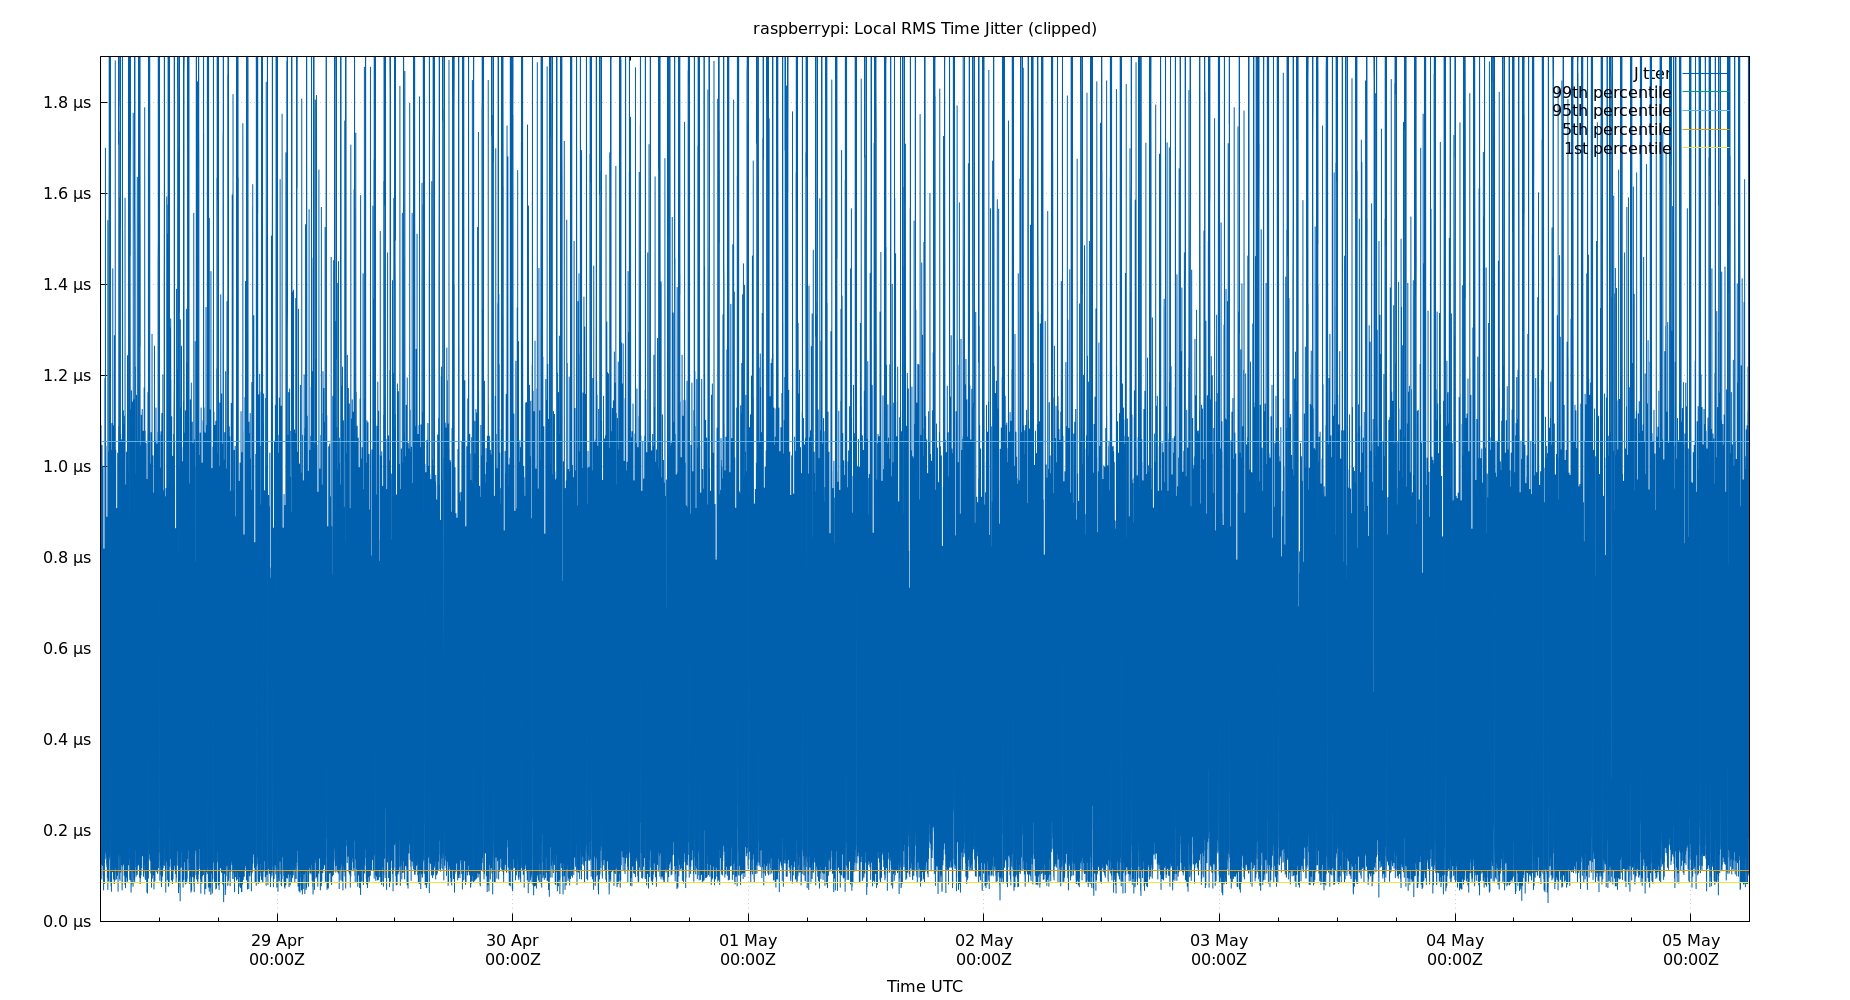 raspberrypi: Local RMS Time Jitter (clipped)
Jitter
99th percentile
95th percentile
5th percentile
1st percentile
1.8 µs
1.6 µs
1.4 µs
1.2 µs
1.0 µs
0.8 µs
0.6 µs
0.4 µs
0.2 µs
0.0 µs
29 Apr 30 Apr 01 May 02 May 03 May 04 May 05 May
00:00Z 00:00Z 00:00Z 00:00Z 00:00Z 00:00Z 00:00Z
Time UTC